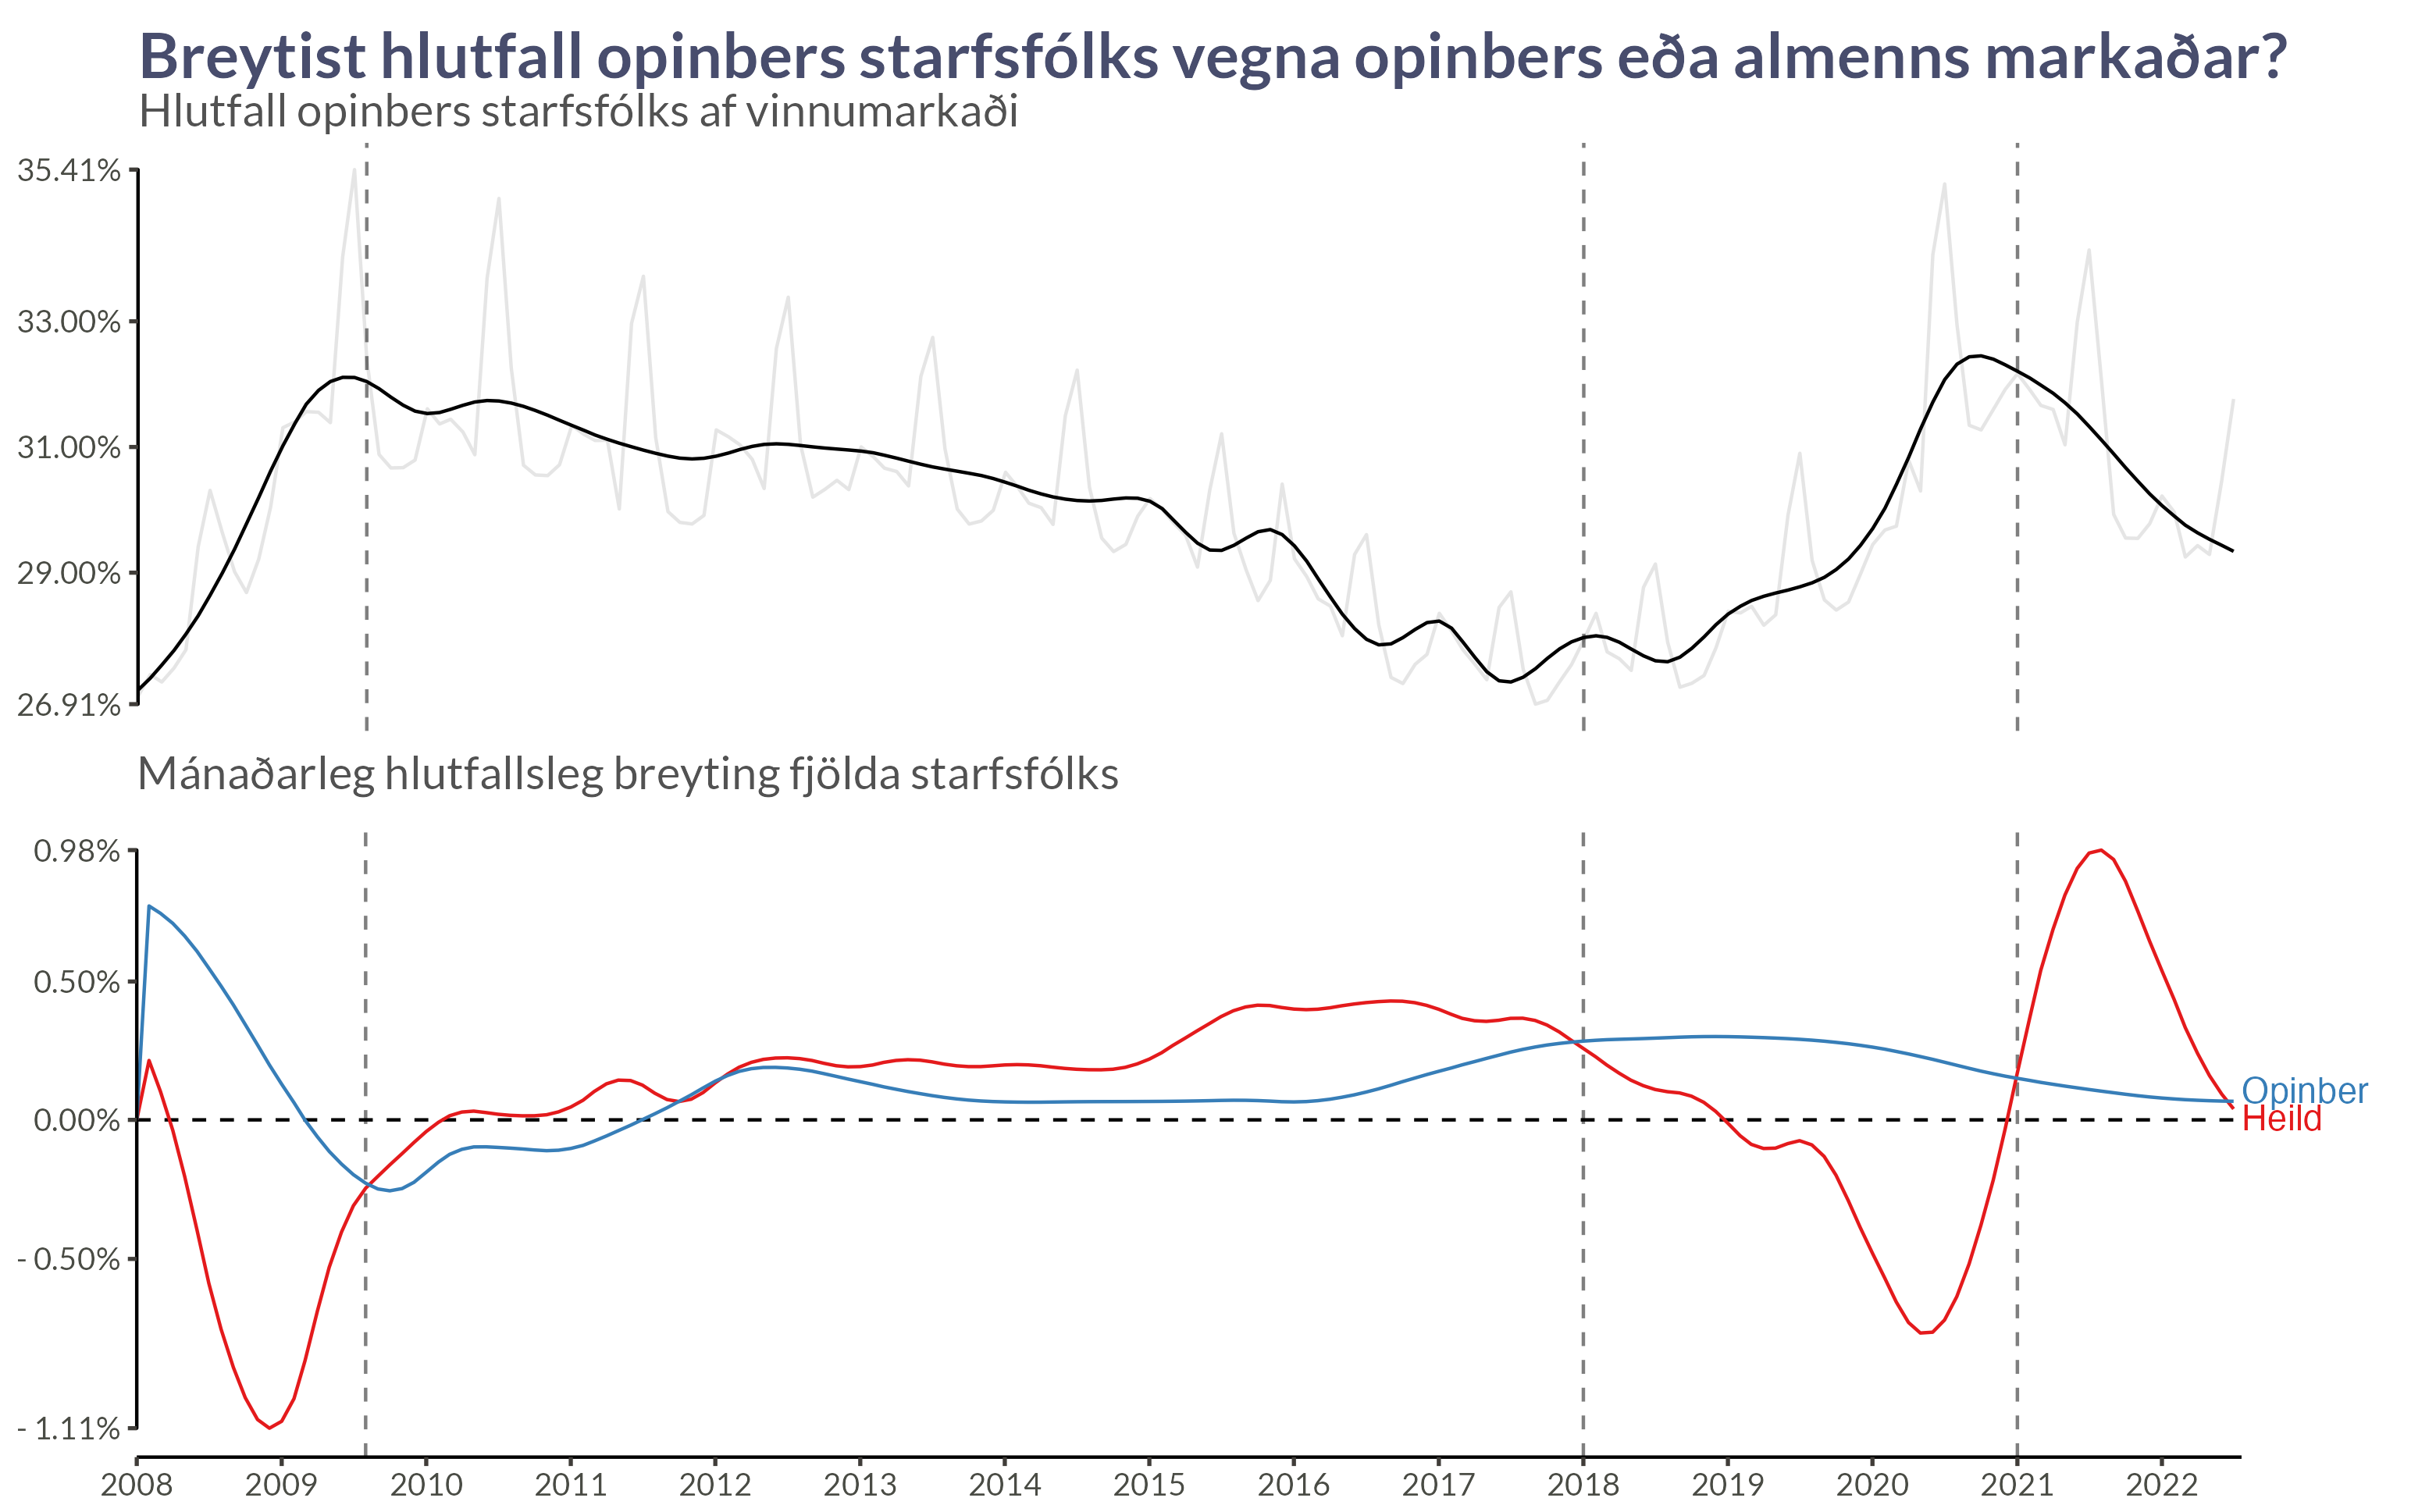 Breytist hlutfall opinbers starfsfólks vegna opinbers eða almenns markaðar?
Hlutfall opinbers starfsfólks af vinnumarkaði
35.41%
33.00%
31.00%
29.00%
26.91%
Mánaðarleg hlutfallsleg breyting fjölda starfsfólks
0.98%
0.50%
0.00%
- 0.50%
- 1.11%
Opinber
Heild
2008 2009 2010 2011 2012 2013 2014 2015 2016 2017 2018 2019 2020 2021 2022